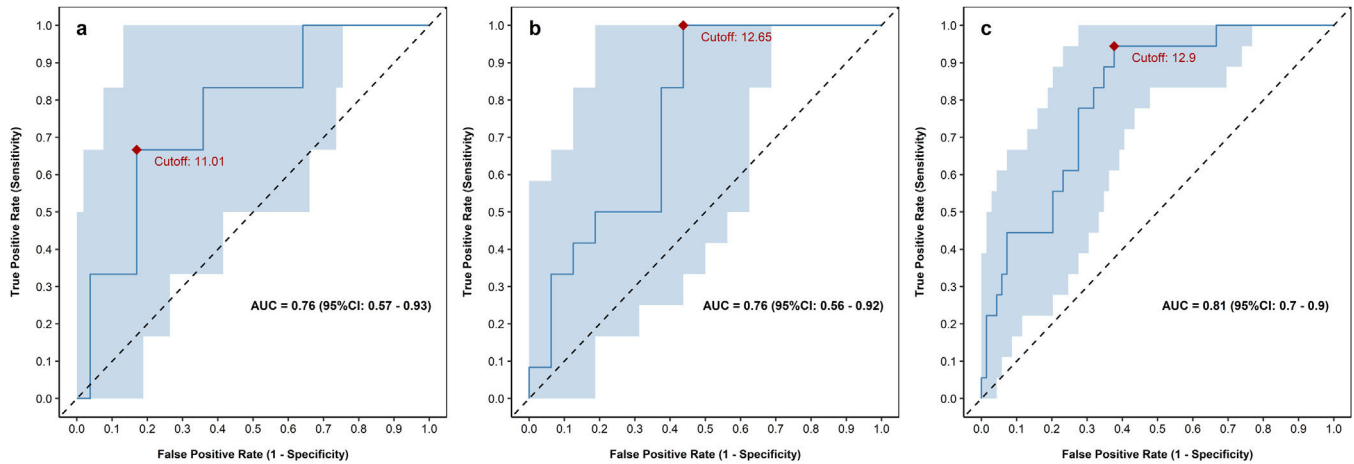 a
True Positive Rate (Sensitivity)
1.0
0.9
0.8
0.7
0.6
0.5
0.4
0.3
0.2
0.1
0.0
Cutoff: 11.01
AUC = 0.76 (95%CI: 0.57 - 0.93)
0.0 0.1 0.2 0.3 0.4 0.5 0.6 0.7 0.8 0.9 1.0
False Positive Rate (1 - Specificity)
b
True Positive Rate (Sensitivity)
1.0
0.9
0.8
0.7
0.6
0.5
0.4
0.3
0.2
0.1
0.0
Cutoff: 12.65
AUC = 0.76 (95%CI: 0.56 - 0.92)
0.0 0.1 0.2 0.3 0.4 0.5 0.6 0.7 0.8 0.9 1.0
False Positive Rate (1 - Specificity)
c
True Positive Rate (Sensitivity)
1.0
0.9
0.8
0.7
0.6
0.5
0.4
0.3
0.2
0.1
0.0
Cutoff: 12.9
AUC = 0.81 (95%CI: 0.7 - 0.9)
0.0 0.1 0.2 0.3 0.4 0.5 0.6 0.7 0.8 0.9 1.0
False Positive Rate (1 - Specificity)